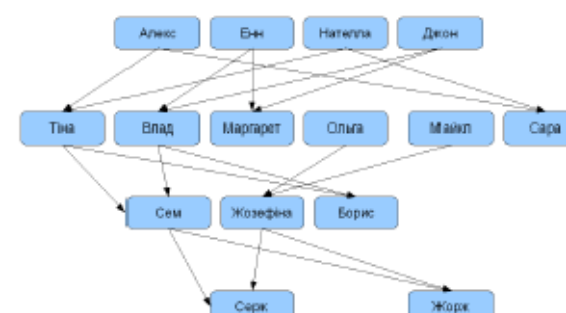 Алекс
Енн
Нателла
Джон
Тіна
Влад
Маргарет
Ольга
Майкл
Сара
Сем
Жозефіна
Борис
Серж
Жорж